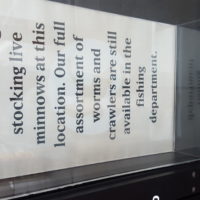 stocking live
minnows at this
location. Our full
assortment of
worms and
crawlers are still
available in the
fishing
department.